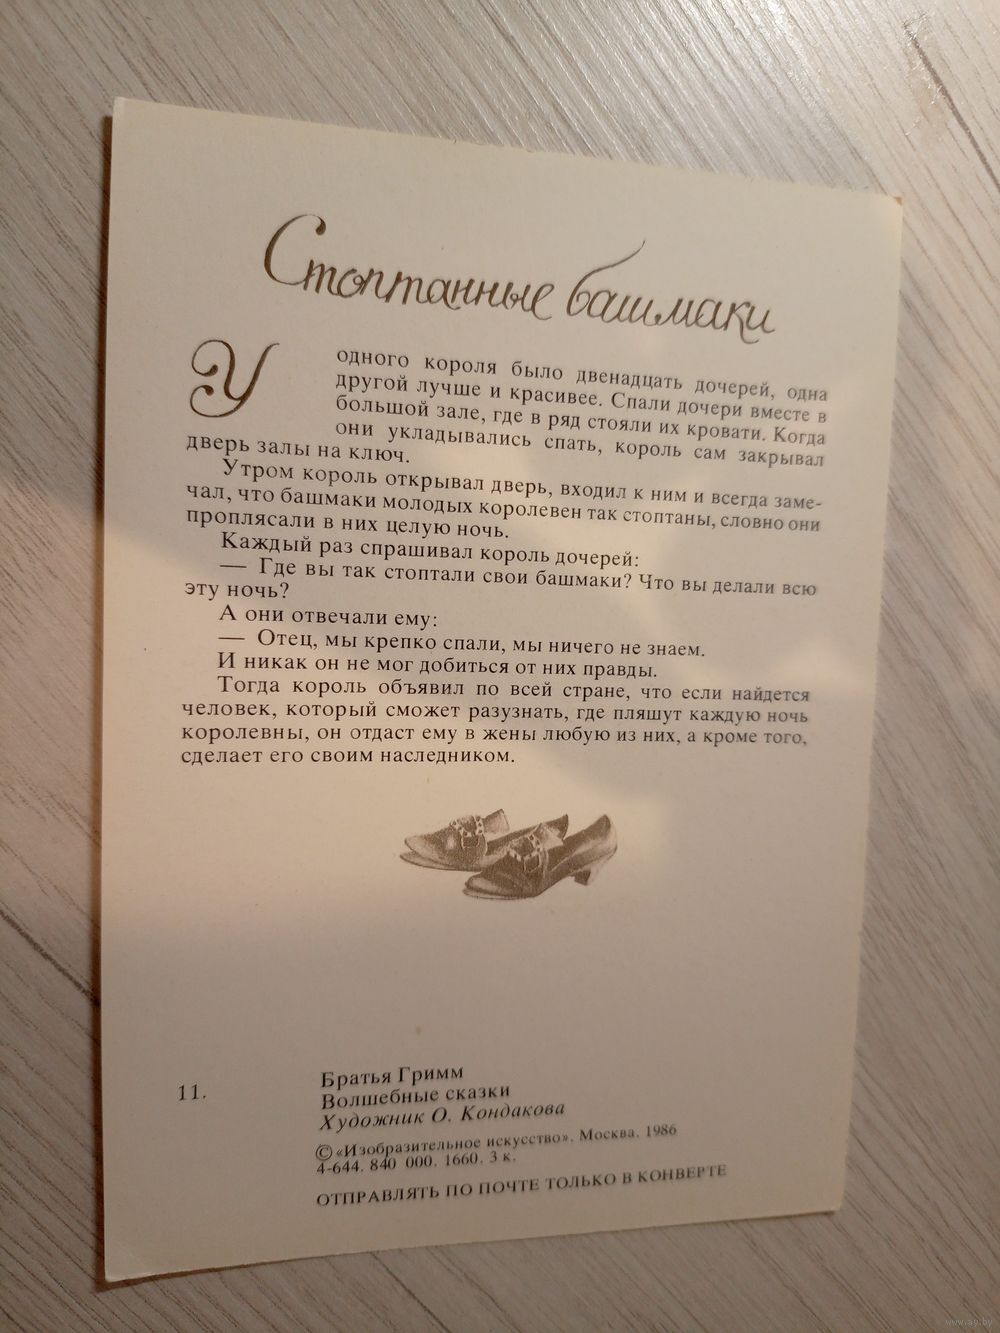 Стоптанные башмаки
У одного короля было двенадцать дочерей, одна
другой лучше и красивее. Спали дочери вместе в
большой зале, где в ряд стояли их кровати. Когда
они укладывались спать, король сам закрывал
дверь залы на ключ.
Утром король открывал дверь, входил к ним и всегда заме-
чал, что башмаки молодых королевен так стоптаны, словно они
проплясали в них целую ночь.
Каждый раз спрашивал король дочерей:
— Где вы так стоптали свои башмаки? Что вы делали всю
эту ночь?
А они отвечали ему:
— Отец, мы крепко спали, мы ничего не знаем.
И никак он не мог добиться от них правды.
Тогда король объявил по всей стране, что если найдется
человек, который сможет разузнать, где пляшут каждую ночь
королевны, он отдаст ему в жены любую из них, а кроме того,
сделает его своим наследником.
11.
Братья Гримм
Волшебные сказки
Художник О. Кондакова
© «Изобразительное искусство». Москва. 1986
4-644. 840 000. 1660. 3 к.
ОТПРАВЛЯТЬ ПО ПОЧТЕ ТОЛЬКО В КОНВЕРТЕ
www.ay.by